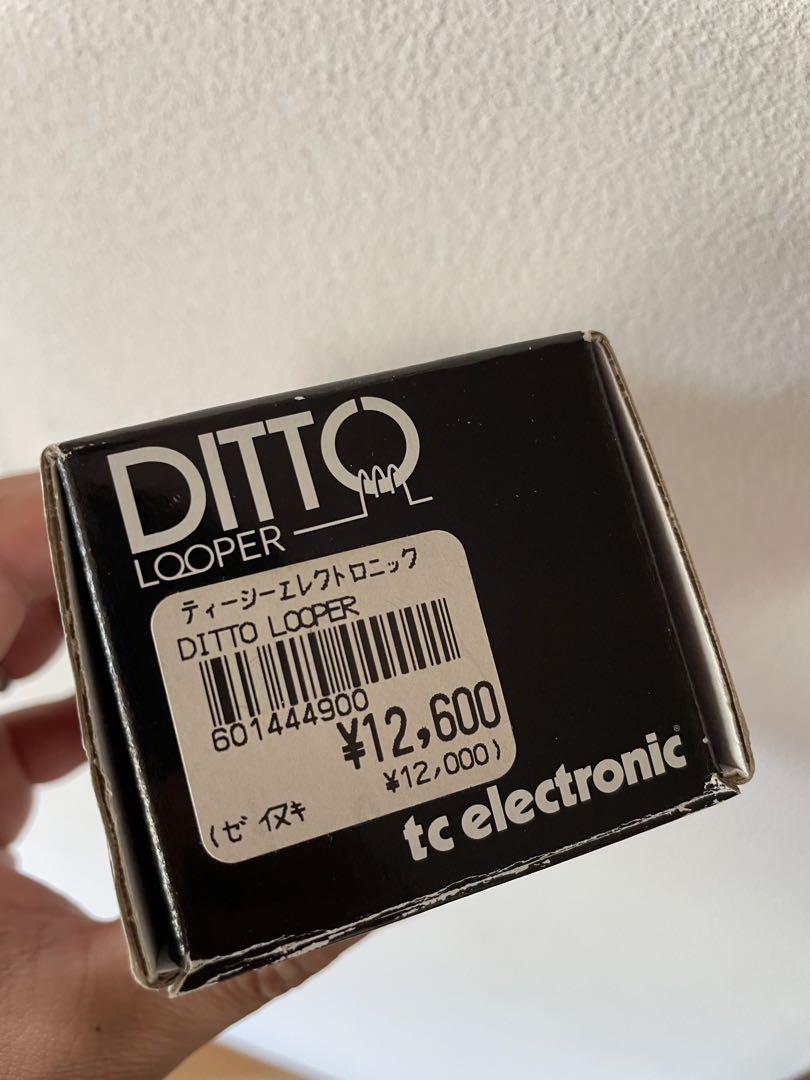 DITTO
LOOPER
ティーシーエレクトロニック
DITTO LOOPER
601444900
¥12,600
(ゼイヌキ ¥12,000)
tc electronic®